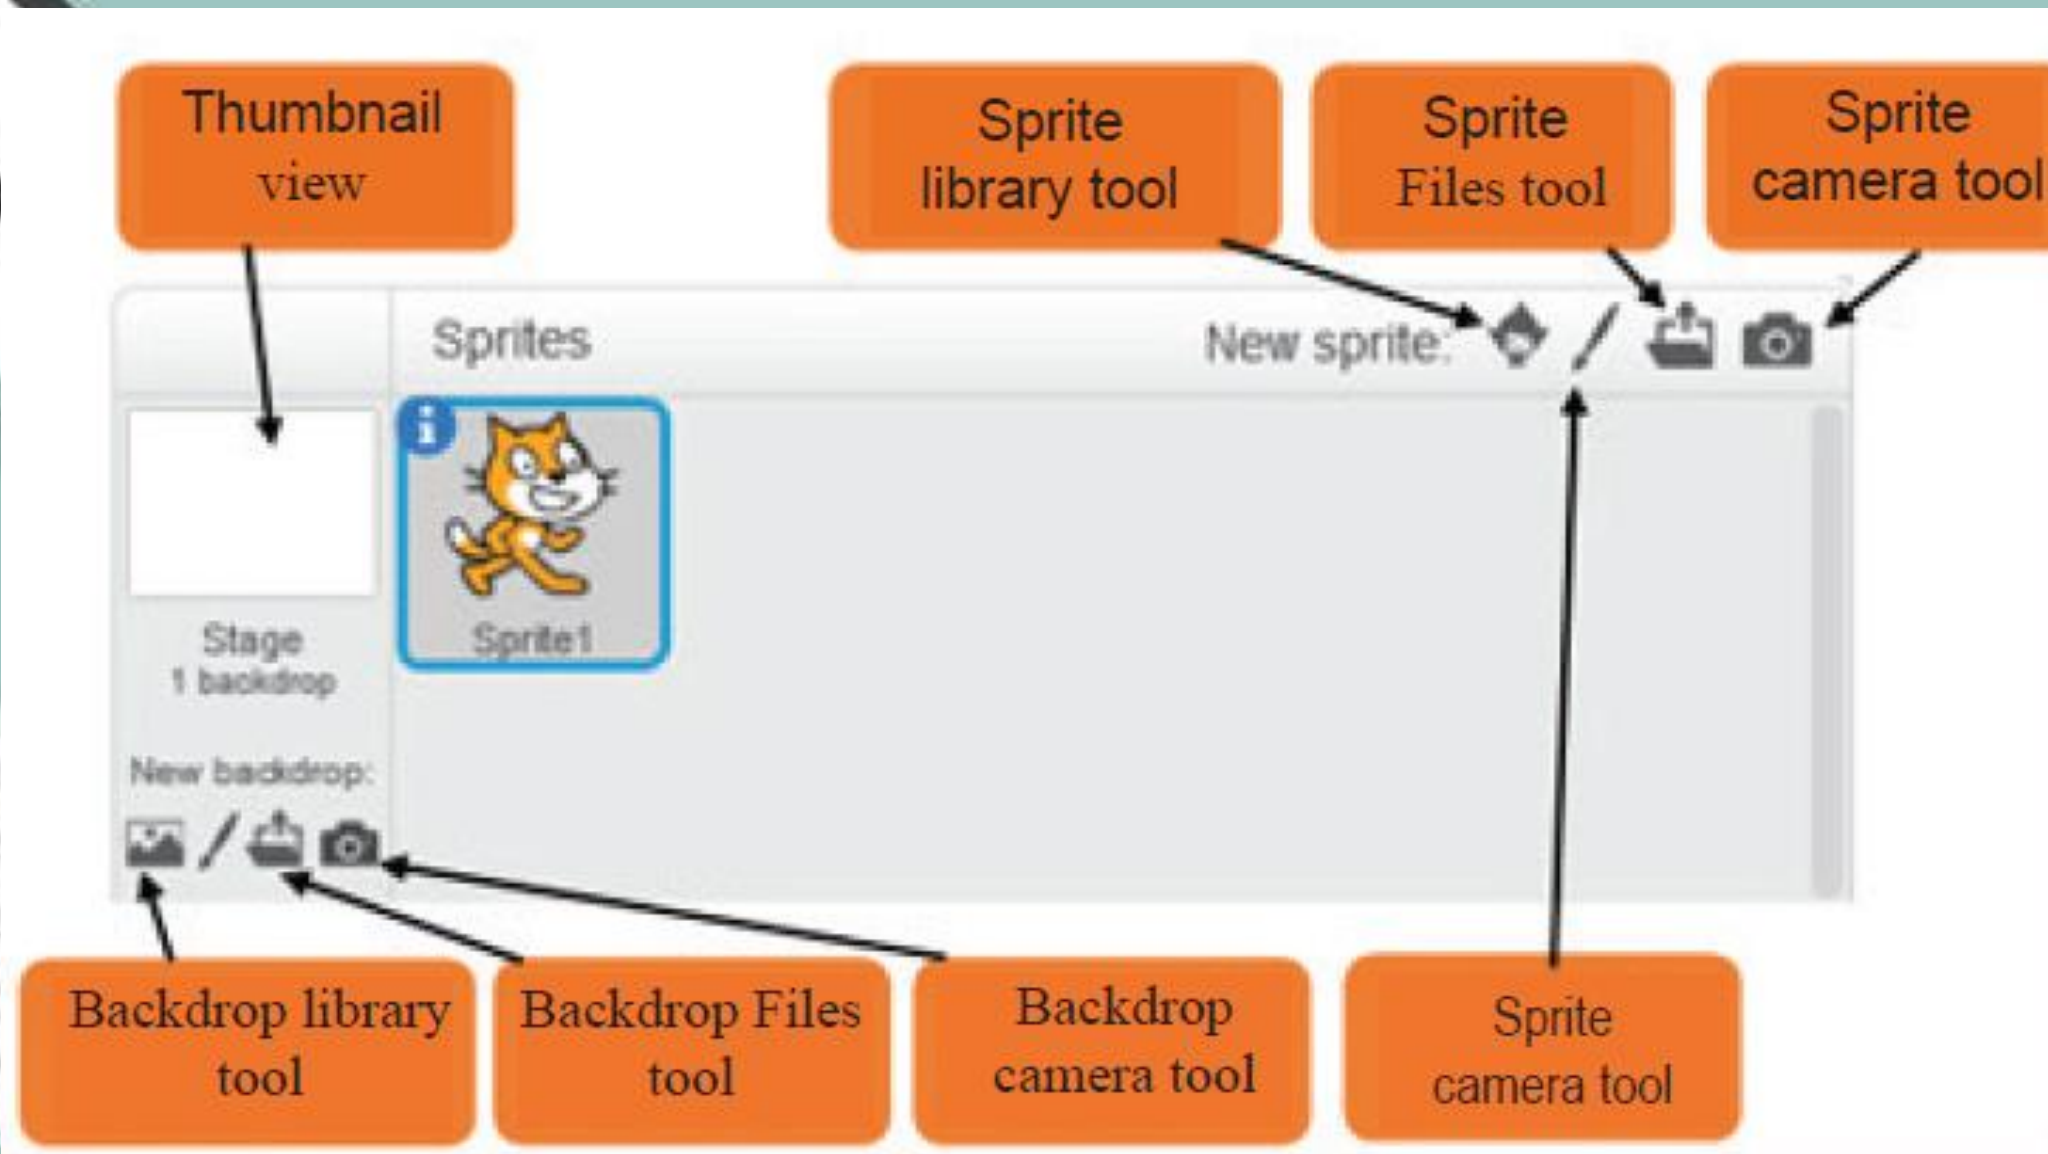 Thumbnail
view
Sprite
library tool
Sprite
Files tool
Sprite
camera tool
Sprites
New sprite:
Sprite1
Stage
1 backdrop
New backdrop:
Backdrop library
tool
Backdrop Files
tool
Backdrop
camera tool
Sprite
camera tool